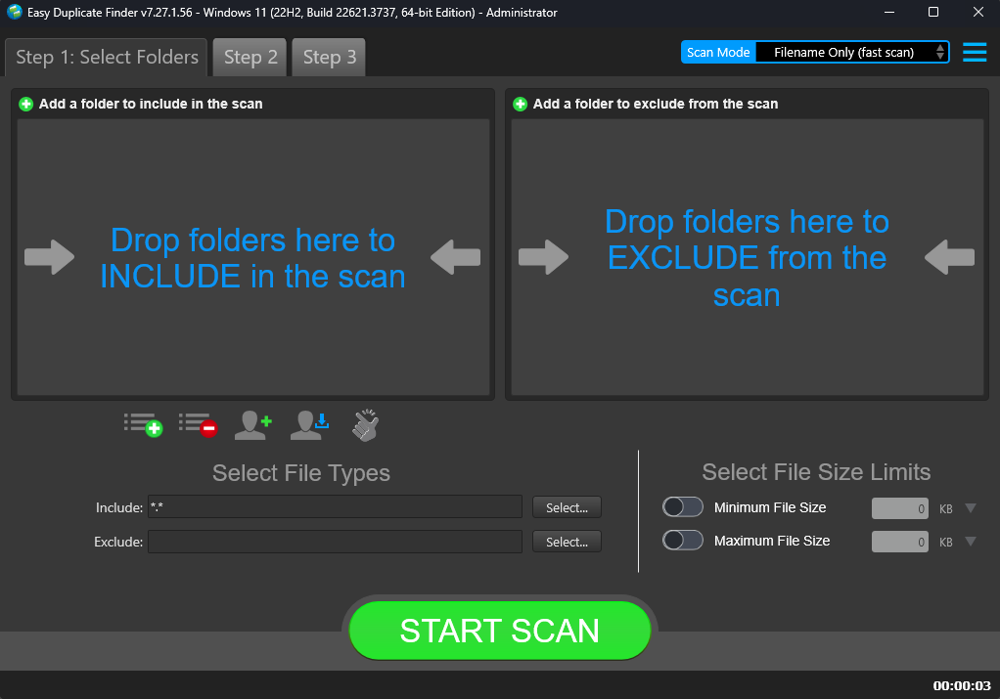 Easy Duplicate Finder v7.27.1.56 - Windows 11 (22H2, Build 22621.3737, 64-bit Edition) - Administrator
Step 1: Select Folders
Step 2
Step 3
Scan Mode
Filename Only (fast scan)
Add a folder to include in the scan
Add a folder to exclude from the scan
Drop folders here to
INCLUDE in the scan
Drop folders here to
EXCLUDE from the
scan
Select File Types
Include: *.* Select...
Exclude: Select...
Select File Size Limits
Minimum File Size 0 KB
Maximum File Size 0 KB
START SCAN
00:00:03